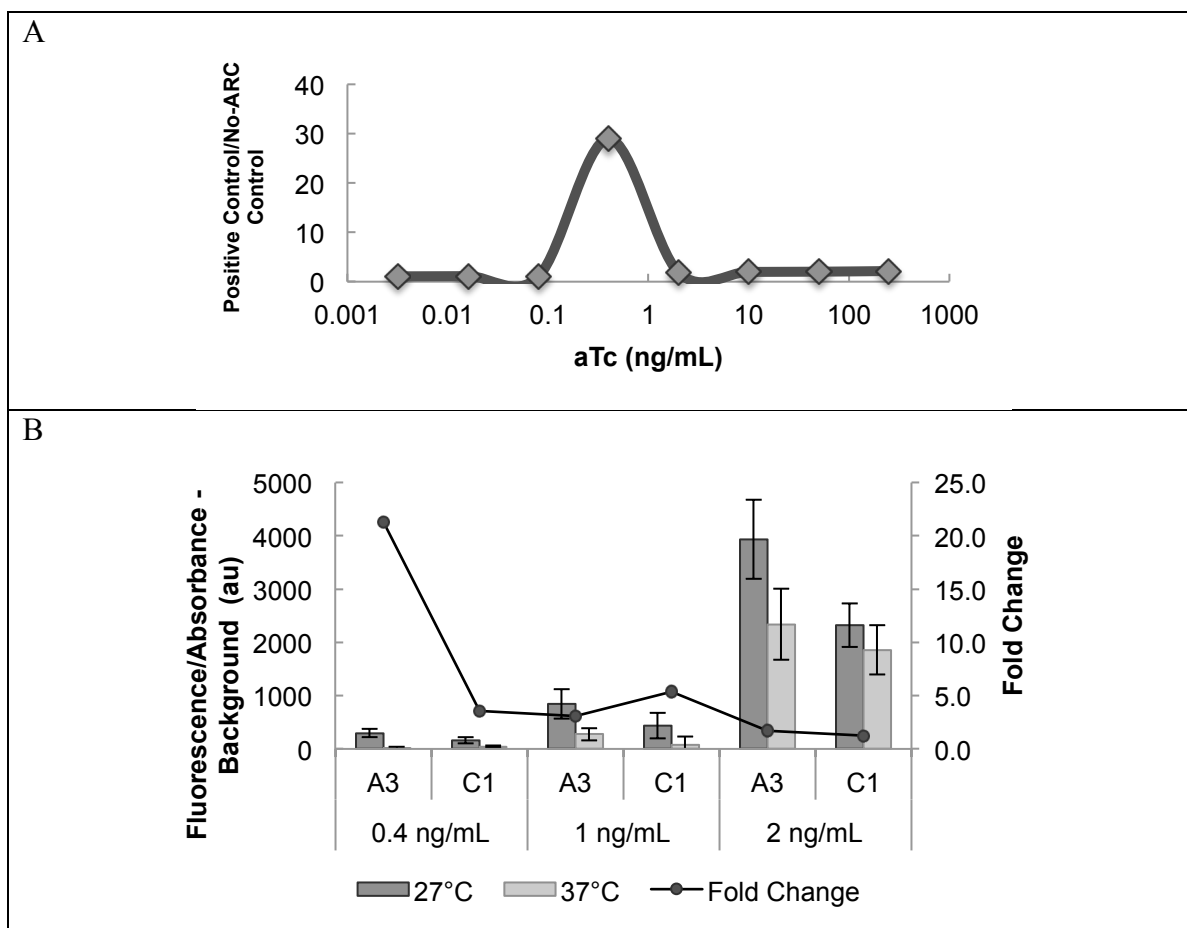 A
Positive Control/No-ARC
Control
40
30
20
10
0
0.001 0.01 0.1 1 10 100 1000
aTc (ng/mL)
B
Fluorescence/Absorbance -
Background (au)
5000
4000
3000
2000
1000
0
25.0
20.0
15.0
10.0
5.0
0.0
Fold Change
A3 C1 A3 C1 A3 C1
0.4 ng/mL 1 ng/mL 2 ng/mL
27°C 37°C Fold Change